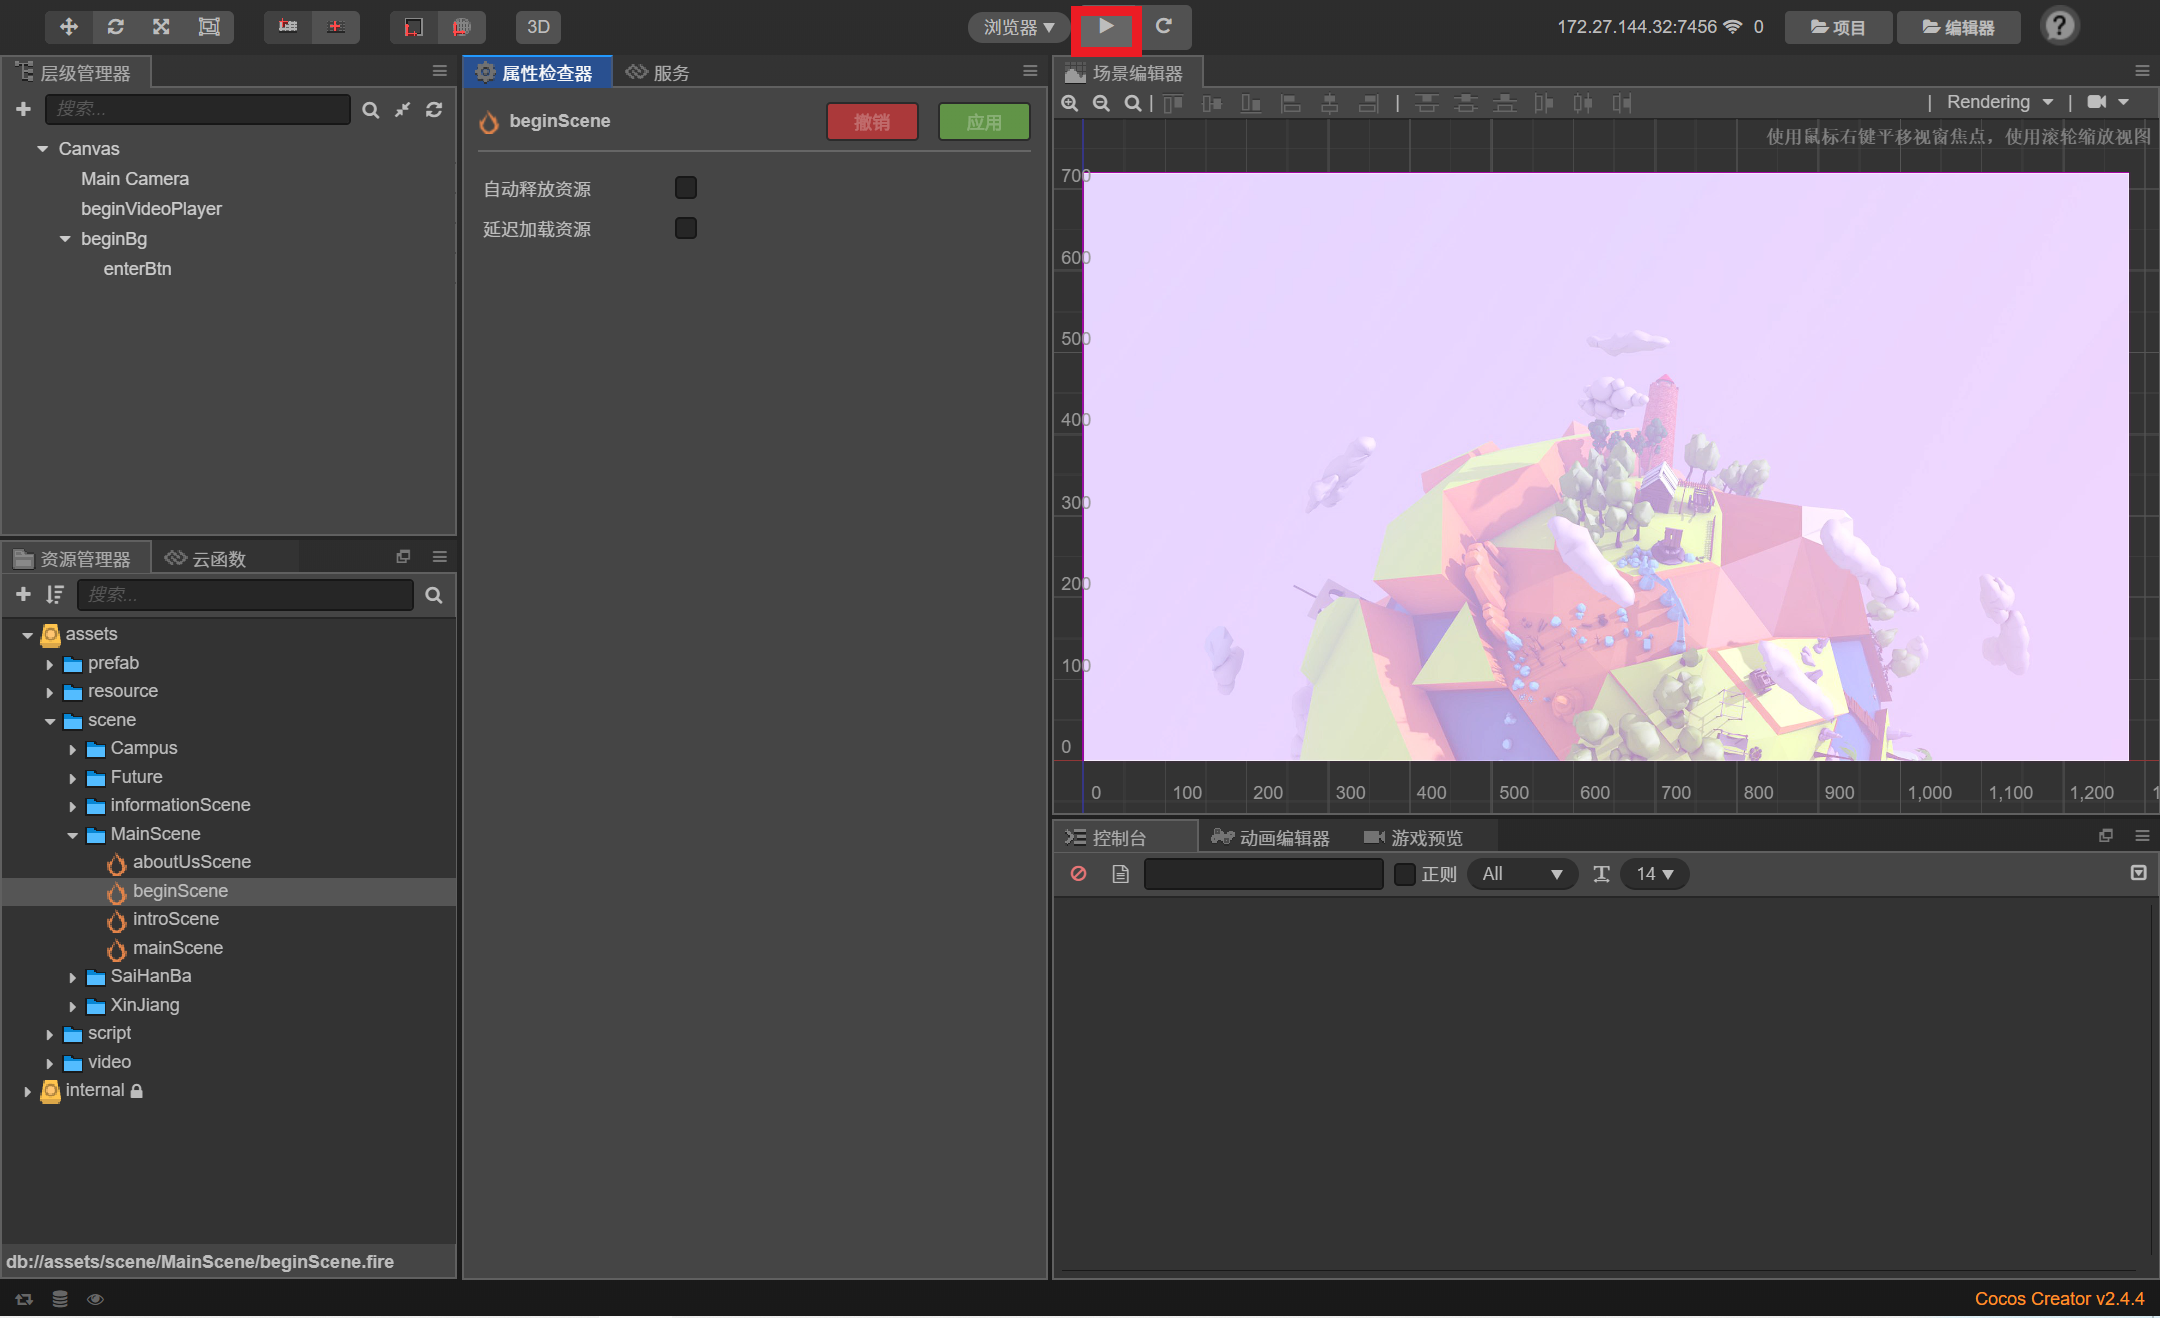 3D
浏览器▼
172.27.144.32:7456
0
项目
编辑器
?
层级管理器
属性检查器
服务
场景编辑器
搜索...
beginScene
撤销
应用
Rendering
使用鼠标右键平移视窗焦点，使用滚轮缩放视图
Canvas
Main Camera
beginVideoPlayer
beginBg
enterBtn
自动释放资源
延迟加载资源
700
600
500
400
300
200
100
0
0
100
200
300
400
500
600
700
800
900
1,000
1,100
1,200
1
资源管理器
云函数
搜索...
assets
prefab
resource
scene
Campus
Future
informationScene
MainScene
aboutUsScene
beginScene
introScene
mainScene
SaiHanBa
XinJiang
script
video
internal
db://assets/scene/MainScene/beginScene.fire
控制台
动画编辑器
游戏预览
正则
All ▼
14 ▼
Cocos Creator v2.4.4